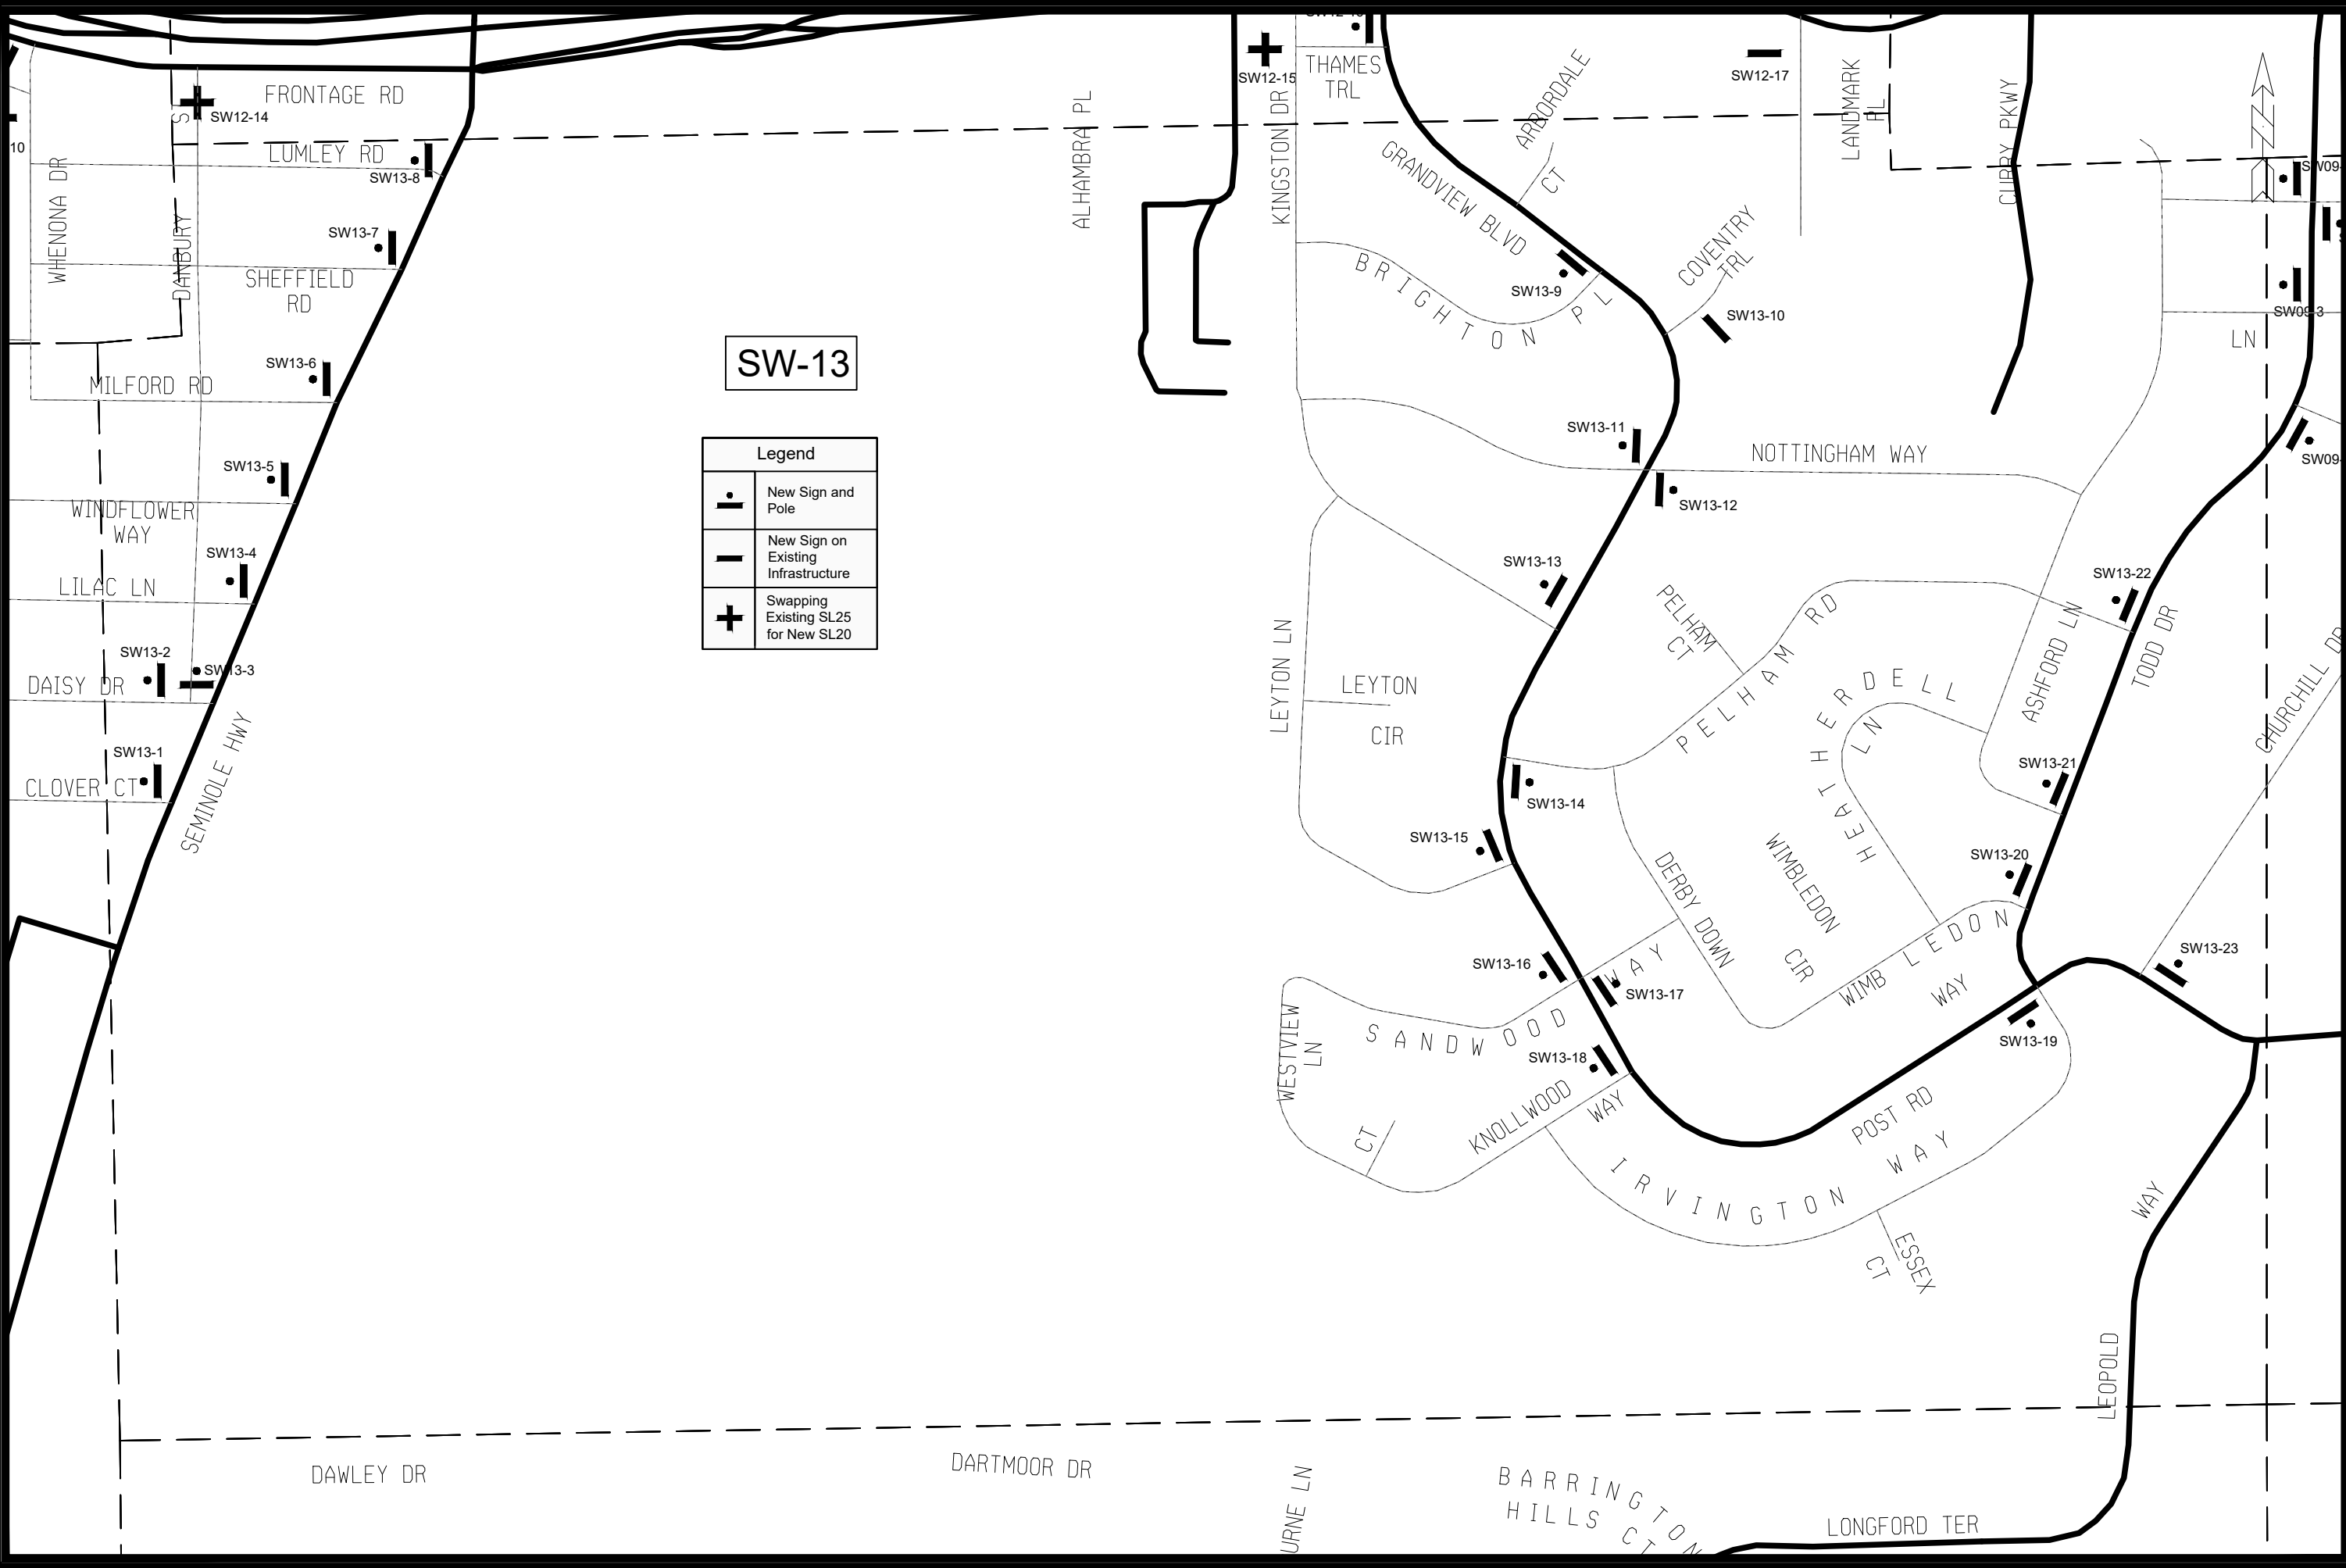 FRONTAGE RD
S
SW12-14
10
LUMLEY RD
SW13-8
WHENONA DR
DANBURY
SW13-7
SHEFFIELD
RD
SW13-6
MILFORD RD
SW13-5
WINDFLOWER
WAY
SW13-4
LILAC LN
SW13-2
SW13-3
DAISY DR
SW13-1
CLOVER CT
SEMINOLE HWY
SW-13
Legend
New Sign and
Pole
New Sign on
Existing
Infrastructure
Swapping
Existing SL25
for New SL20
ALHAMBRA PL
SW12-15
KINGSTON DR
THAMES
TRL
ARBORDALE
CT
SW12-17
LANDMARK
PL
CURRY PKWY
GRANDVIEW BLVD
BRIGHTON PL
SW13-9
COVENTRY
TRL
SW13-10
SW09-3
LN
SW09-
SW13-11
NOTTINGHAM WAY
SW13-12
SW13-13
PELHAM
CT
PELHAM RD
SW13-22
TODD DR
ASHFORD LN
CHURCHILL DR
LEYTON LN
LEYTON
CIR
HEATHERDELL
LN
SW13-21
SW13-14
SW13-15
DERBY DOWN
WIMBLEDON
CIR
SW13-20
WIMBLEDON
WAY
SW13-23
SW13-16
SW13-17
SANDWOOD WAY
WESTVIEW
LN
SW13-18
SW13-19
KNOLLWOOD
WAY
CT
POST RD
IRVINGTON WAY
ESSEX
CT
LEOPOLD
WAY
DAWLEY DR
DARTMOOR DR
URNE LN
BARRINGTON
HILLS CT
LONGFORD TER